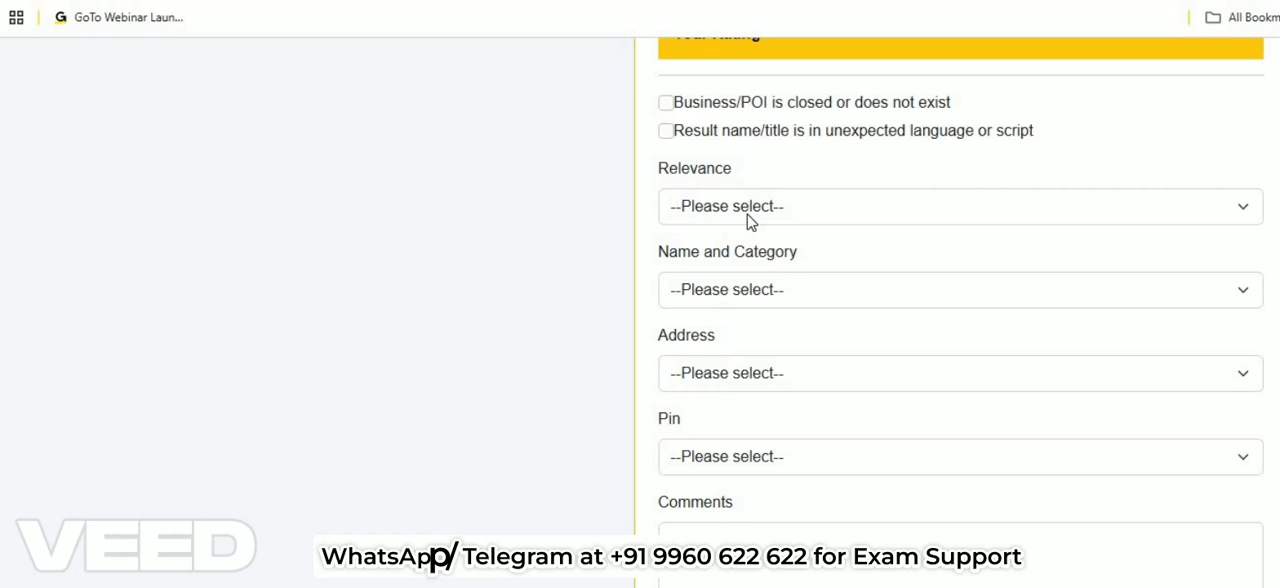 GoTo Webinar Laun...
All Bookm
Your Rating
Business/POI is closed or does not exist
Result name/title is in unexpected language or script
Relevance
--Please select--
Name and Category
--Please select--
Address
--Please select--
Pin
--Please select--
Comments
VEED
WhatsApp/ Telegram at +91 9960 622 622 for Exam Support